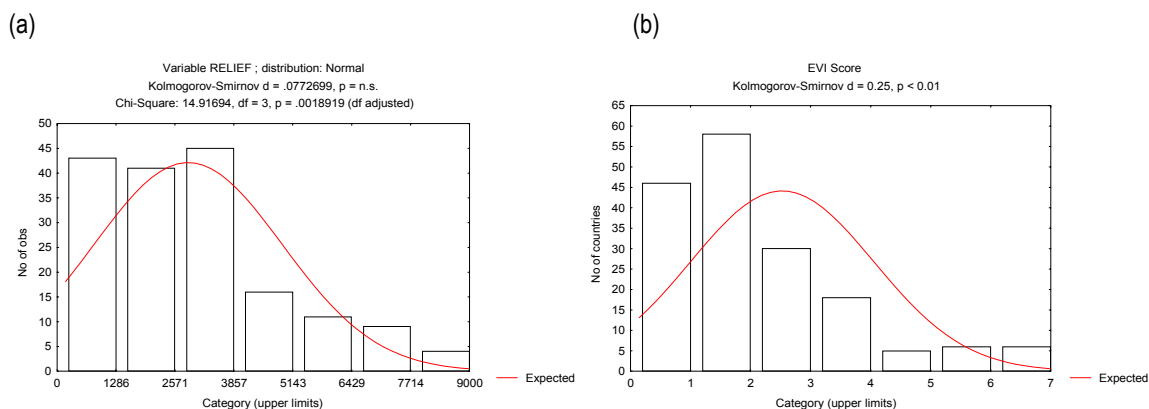 (a)
Variable RELIEF ; distribution: Normal
Kolmogorov-Smirnov d = .0772699, p = n.s.
Chi-Square: 14.91694, df = 3, p = .0018919 (df adjusted)
No of obs
50
45
40
35
30
25
20
15
10
5
0
0 1286 2571 3857 5143 6429 7714 9000
Category (upper limits)
Expected
(b)
EVI Score
Kolmogorov-Smirnov d = 0.25, p < 0.01
No of countries
65
60
55
50
45
40
35
30
25
20
15
10
5
0
0 1 2 3 4 5 6 7
Category (upper limits)
Expected